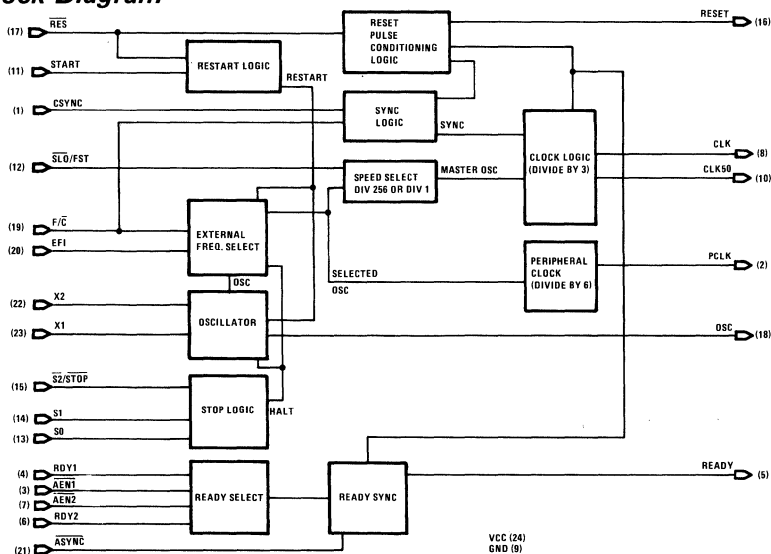 ock Diagram
(17) RES
(11) START
(1) CSYNC
(12) SLO/FST
(19) F/C
(20) EFI
(22) X2
(23) X1
(15) S2/STOP
(14) S1
(13) S0
(4) RDY1
(3) AEN1
(7) AEN2
(6) RDY2
(21) ASYNC
RESTART LOGIC
RESTART
RESET
PULSE
CONDITIONING
LOGIC
SYNC
LOGIC
SYNC
SPEED SELECT
DIV 256 OR DIV 1
MASTER OSC
CLOCK LOGIC
(DIVIDE BY 3)
EXTERNAL
FREQ. SELECT
OSC
SELECTED
OSC
PERIPHERAL
CLOCK
(DIVIDE BY 6)
OSCILLATOR
STOP LOGIC
HALT
READY SELECT
READY SYNC
RESET (16)
CLK (8)
CLK50 (10)
PCLK (2)
OSC (18)
READY (5)
VCC (24)
GND (9)